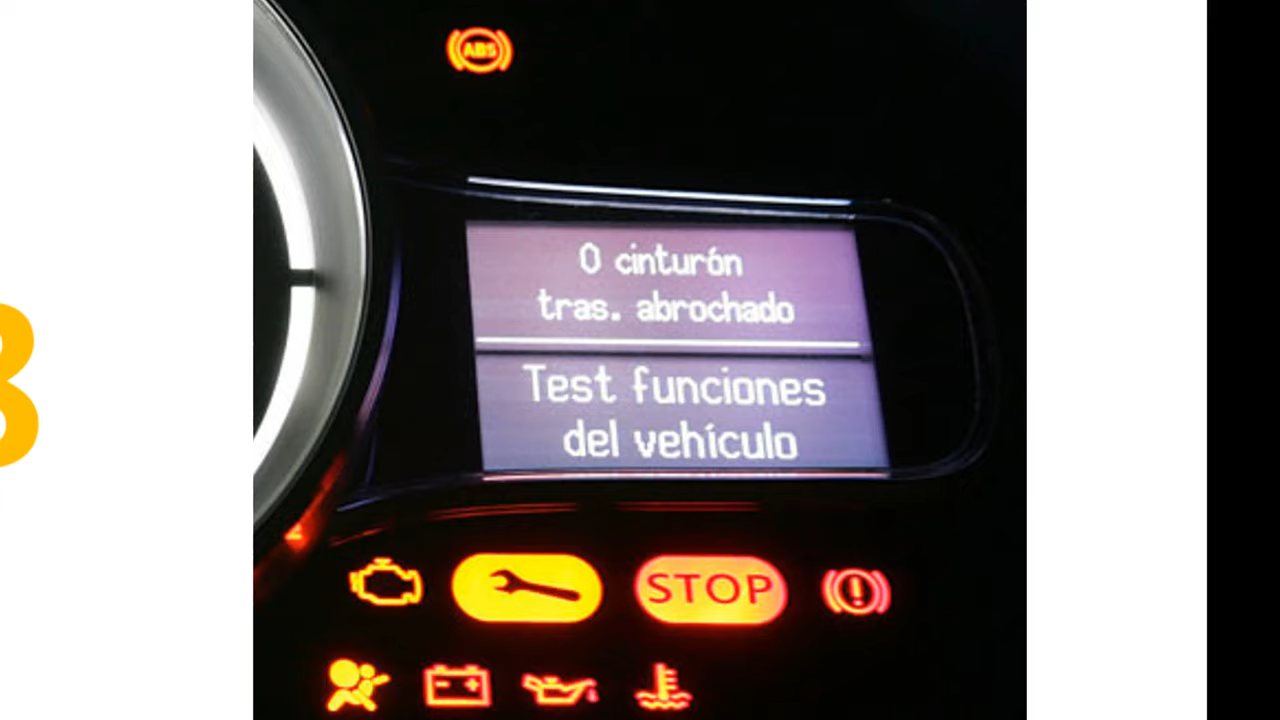 ABS
0 cinturón
tras. abrochado
Test funciones
del vehículo
STOP